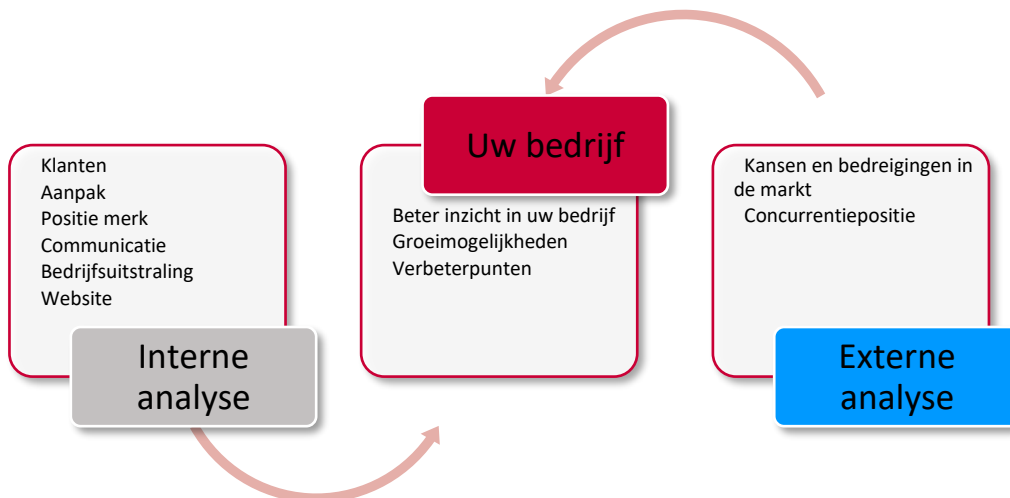 Klanten
Aanpak
Positie merk
Communicatie
Bedrijfsuitstraling
Website
Interne
analyse
Uw bedrijf
Beter inzicht in uw bedrijf
Groeimogelijkheden
Verbeterpunten
Kansen en bedreigingen in
de markt
Concurrentiepositie
Externe
analyse